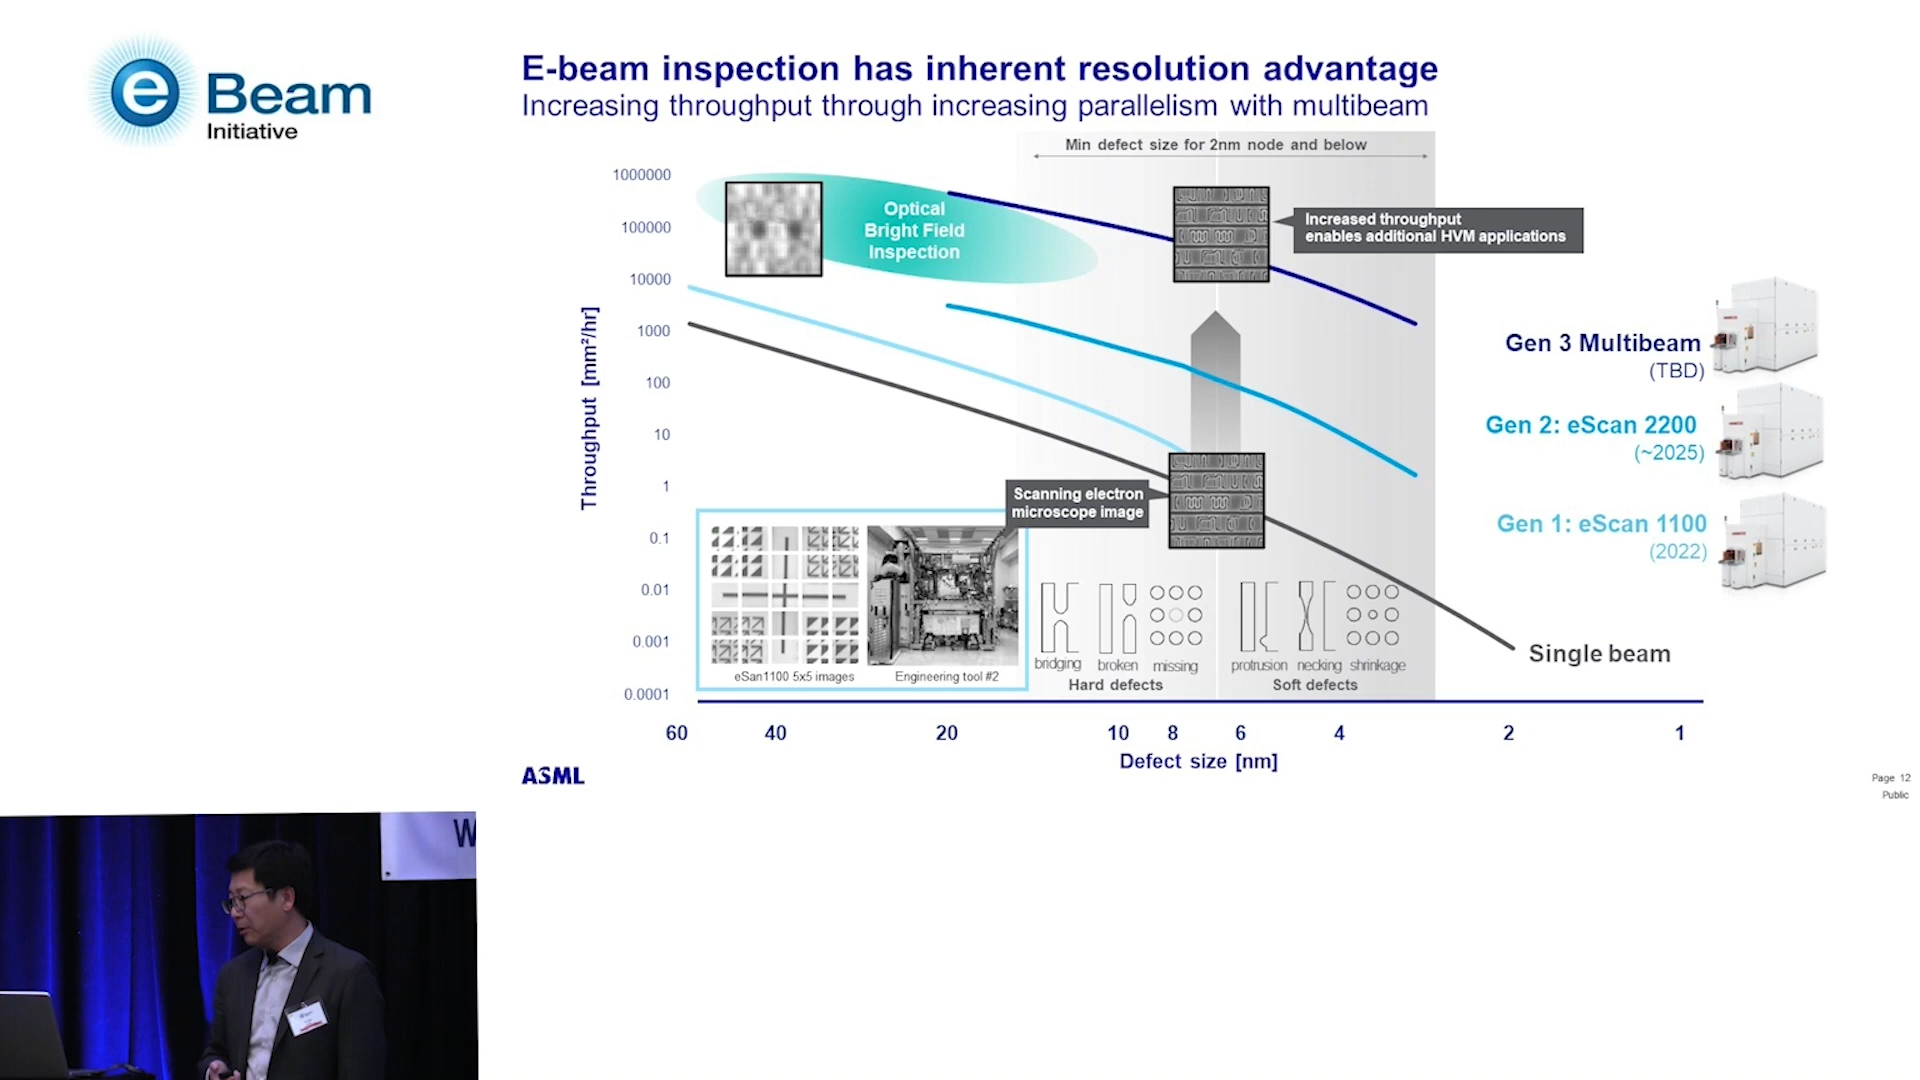 e Beam
Initiative
E-beam inspection has inherent resolution advantage
Increasing throughput through increasing parallelism with multibeam
Min defect size for 2nm node and below
1000000
100000
10000
1000
100
10
1
0.1
0.01
0.001
0.0001
Throughput [mm²/hr]
Optical
Bright Field
Inspection
Increased throughput
enables additional HVM applications
Gen 3 Multibeam
(TBD)
Gen 2: eScan 2200
(~2025)
Gen 1: eScan 1100
(2022)
Scanning electron
microscope image
Single beam
eSan1100 5x5 images
Engineering tool #2
bridging broken missing
Hard defects
protrusion necking shrinkage
Soft defects
60 40 20 10 8 6 4 2 1
Defect size [nm]
ASML
Page 12
Public
W